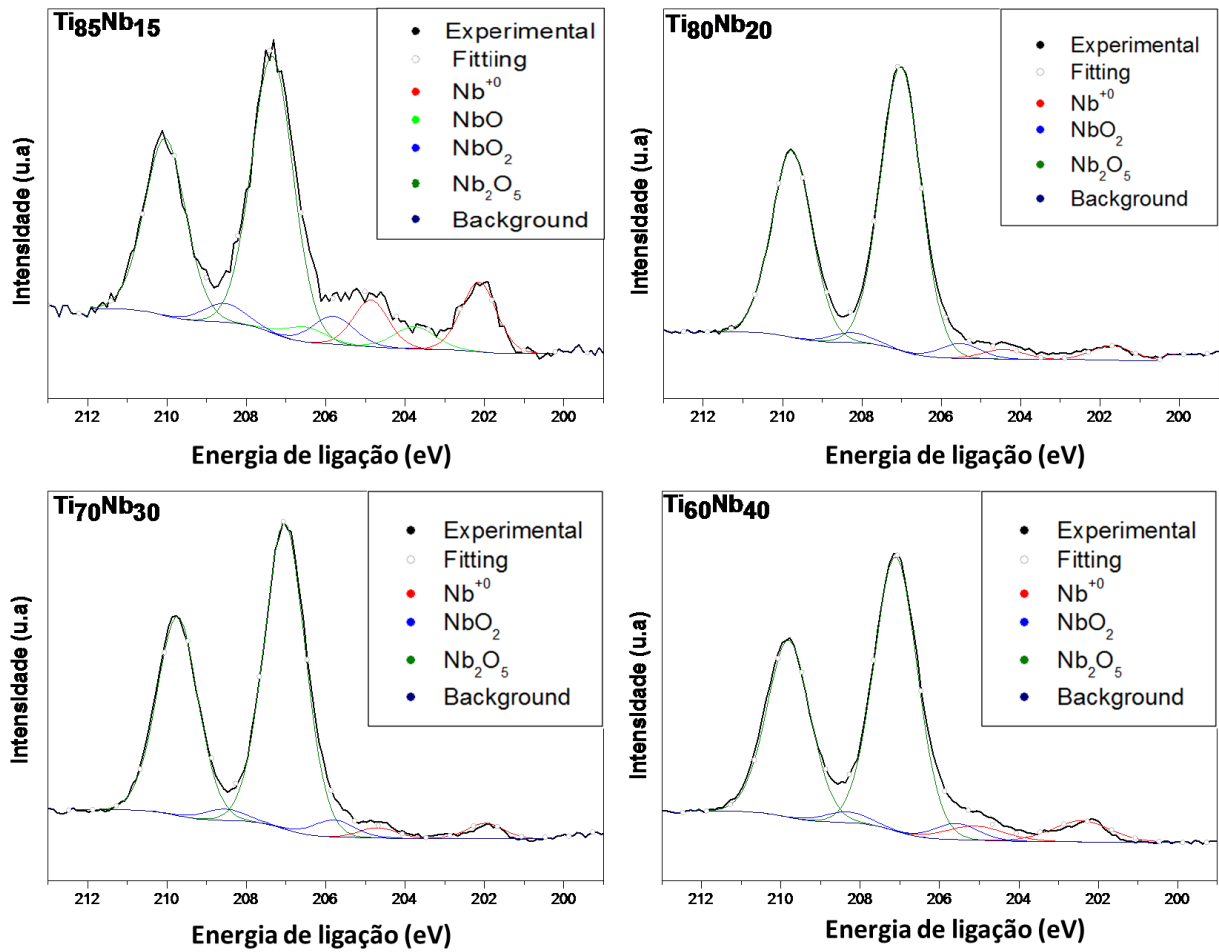 Ti85Nb15
Experimental
Fittiing
Nb+0
NbO
NbO2
Nb2O5
Background
Intensidade (u.a)
212 210 208 206 204 202 200
Energia de ligação (eV)
Ti80Nb20
Experimental
Fitting
Nb+0
NbO2
Nb2O5
Background
Intensidade (u.a)
212 210 208 206 204 202 200
Energia de ligação (eV)
Ti70Nb30
Experimental
Fitting
Nb+0
NbO2
Nb2O5
Background
Intensidade (u.a)
212 210 208 206 204 202 200
Energia de ligação (eV)
Ti60Nb40
Experimental
Fitting
Nb+0
NbO2
Nb2O5
Background
Intensidade (u.a)
212 210 208 206 204 202 200
Energia de ligação (eV)